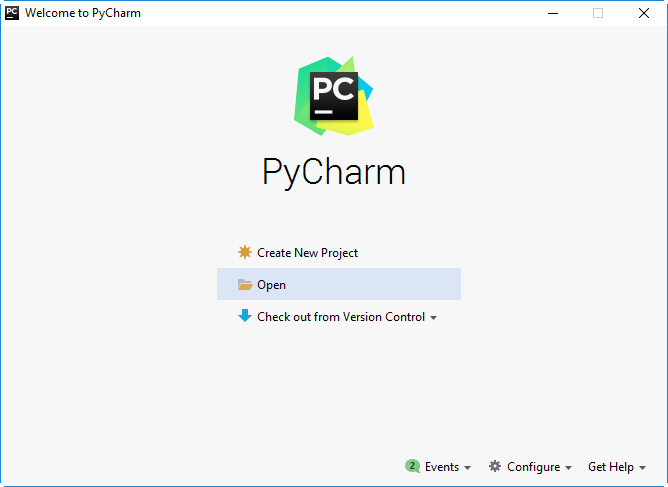 PC Welcome to PyCharm
PC
PyCharm
Create New Project
Open
Check out from Version Control
2 Events Configure Get Help